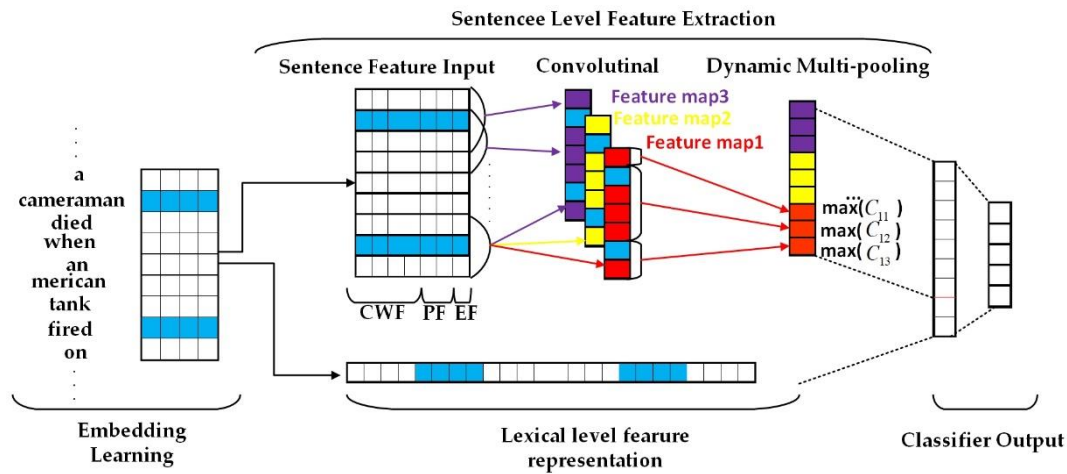 Sentencee Level Feature Extraction
Sentence Feature Input
Convolutinal
Dynamic Multi-pooling
Feature map3
Feature map2
Feature map1
a
cameraman
died
when
an
merican
tank
fired
on
...
max(C11)
max(C12)
max(C13)
CWF PF EF
Embedding
Learning
Lexical level fearure
representation
Classifier Output